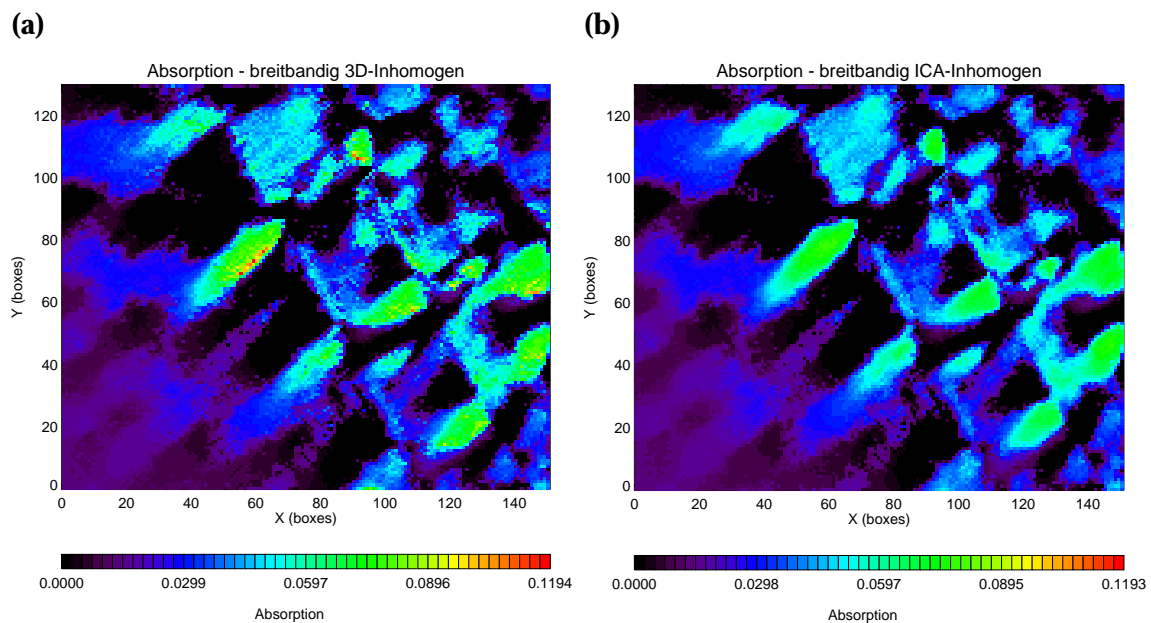 (a)
(b)
Absorption - breitbandig 3D-Inhomogen
120
100
80
60
40
20
0
Y (boxes)
0 20 40 60 80 100 120 140
X (boxes)
0.0000 0.0299 0.0597 0.0896 0.1194
Absorption
Absorption - breitbandig ICA-Inhomogen
120
100
80
60
40
20
0
Y (boxes)
0 20 40 60 80 100 120 140
X (boxes)
0.0000 0.0298 0.0597 0.0895 0.1193
Absorption